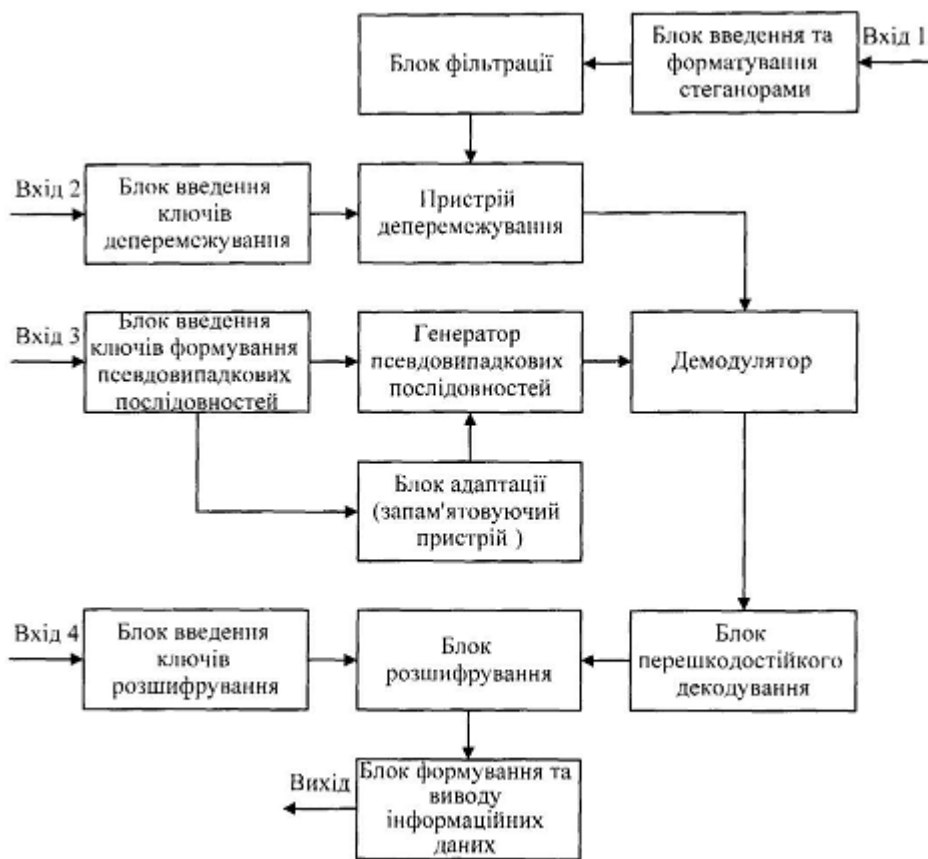 Блок фільтрації
Блок введення та
форматування
стеганорами
Вхід 1
Вхід 2
Блок введення
ключів
деперемежування
Пристрій
деперемежування
Вхід 3
Блок введення
ключів формування
псевдовипадкових
послідовностей
Генератор
псевдовипадкових
послідовностей
Демодулятор
Блок адаптації
(запам'ятовуючий
пристрій )
Вхід 4
Блок введення
ключів
розшифрування
Блок
розшифрування
Блок
перешкодостійкого
декодування
Вихід
Блок формування та
виводу
інформаційних
даних